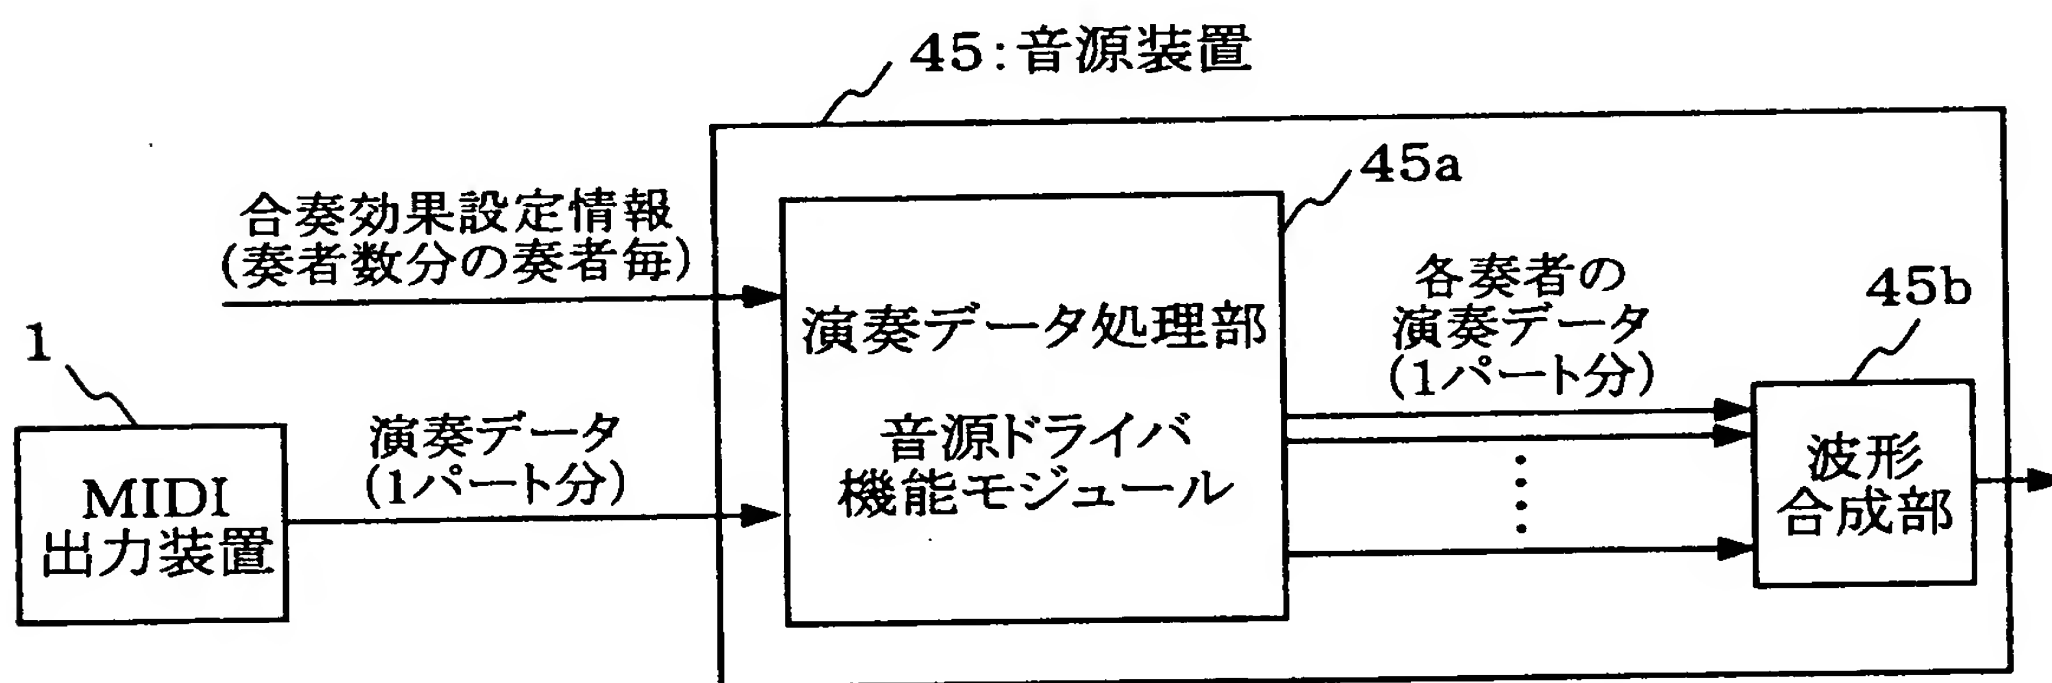 45:音源装置
45a
合奏効果設定情報
(奏者数分の奏者毎)
各奏者の
演奏データ
(1パート分)
45b
演奏データ処理部
音源ドライバ
機能モジュール
1
演奏データ
(1パート分)
MIDI
出力装置
波形
合成部